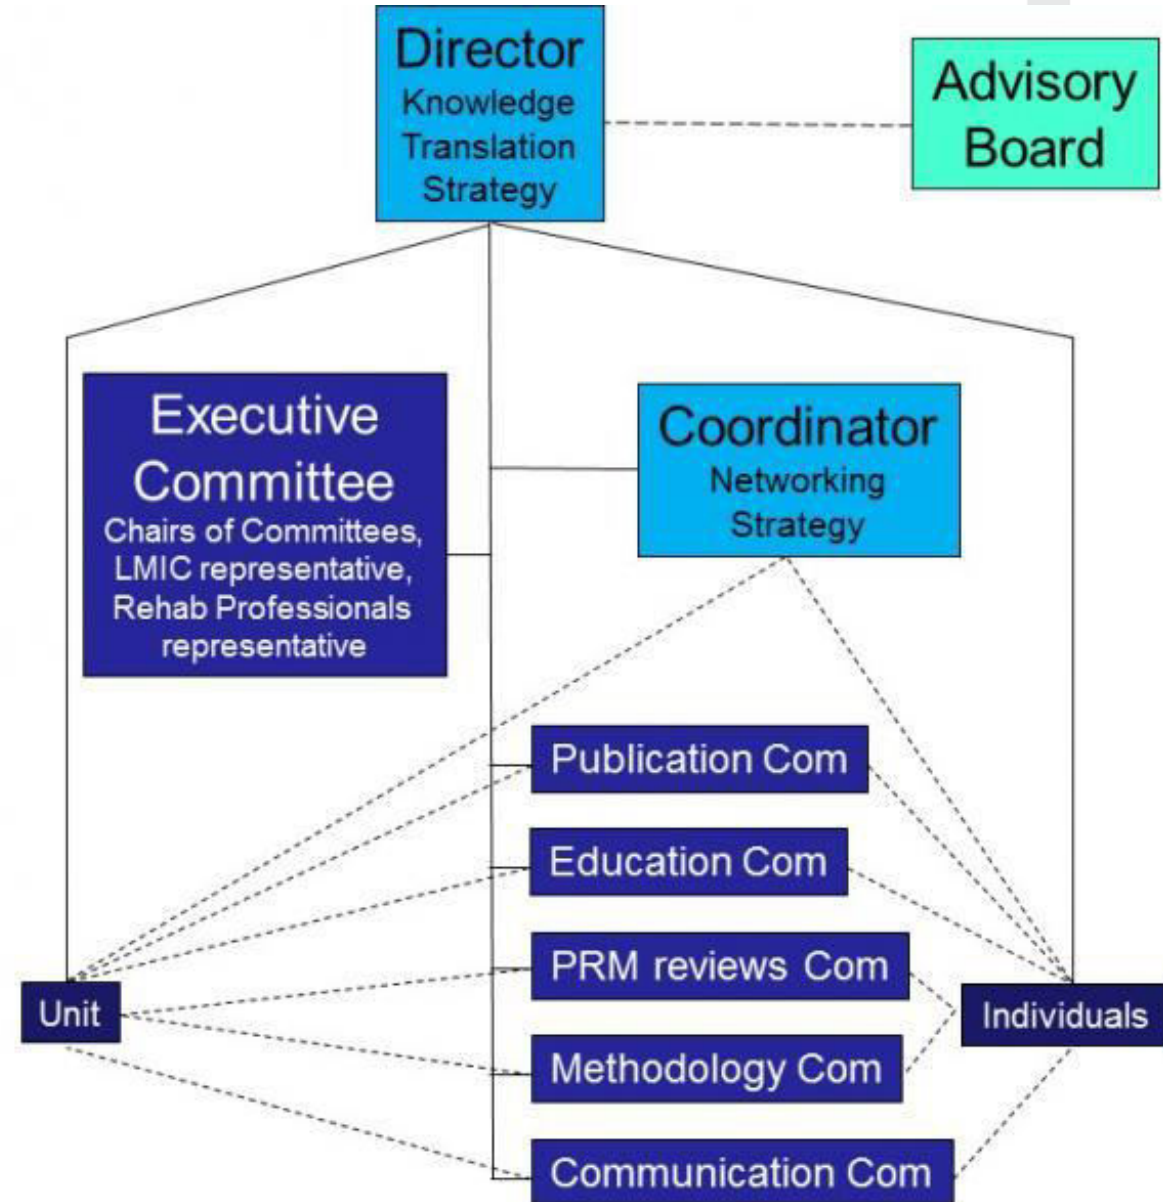 Director
Knowledge
Translation
Strategy
Advisory
Board
Executive
Committee
Chairs of Committees,
LMIC representative,
Rehab Professionals
representative
Coordinator
Networking
Strategy
Publication Com
Education Com
PRM reviews Com
Methodology Com
Communication Com
Unit
Individuals